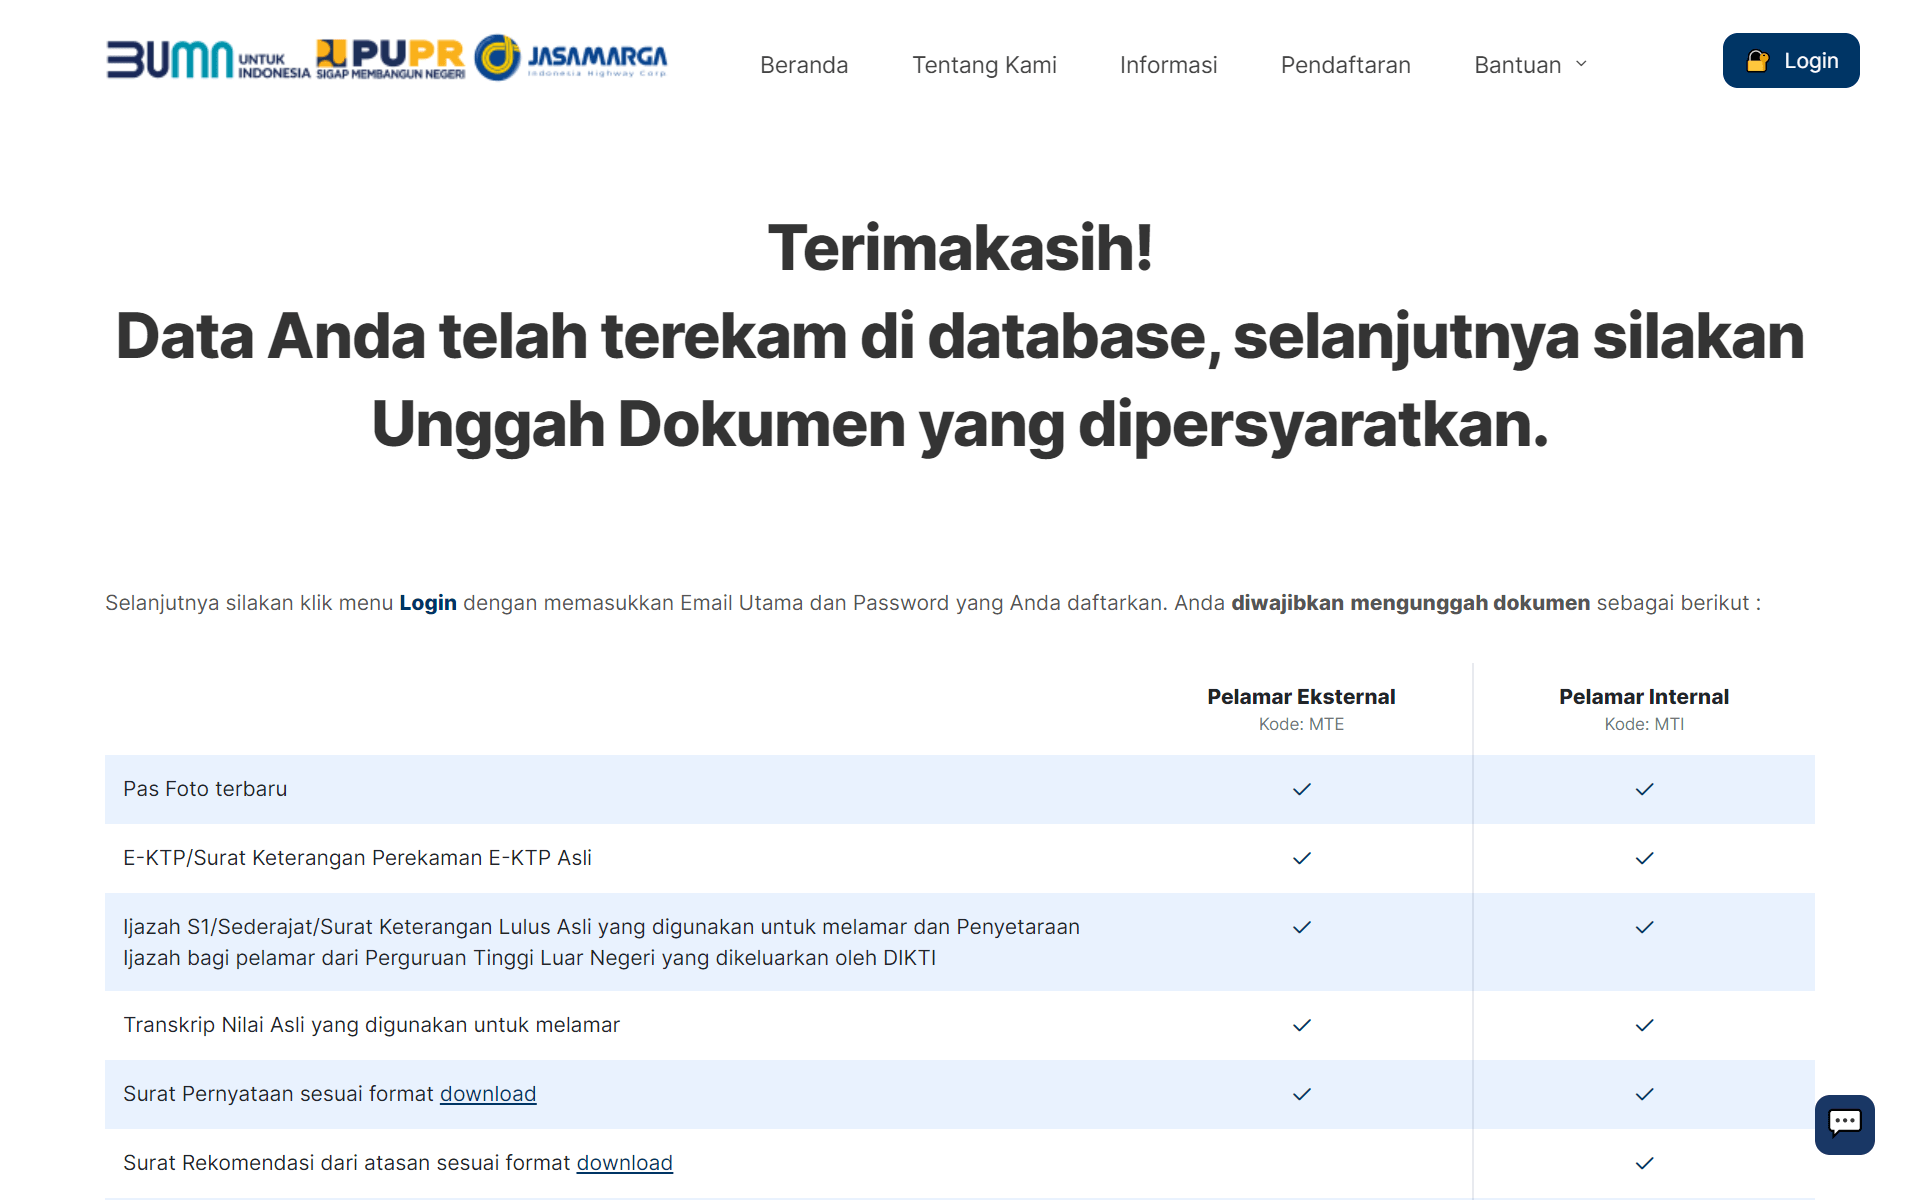 BUMN UNTUK INDONESIA PUPR SIGAP MEMBANGUN NEGERI JASAMARGA Indonesia Highway Corp
Beranda Tentang Kami Informasi Pendaftaran Bantuan Login
Terimakasih!
Data Anda telah terekam di database, selanjutnya silakan
Unggah Dokumen yang dipersyaratkan.
Selanjutnya silakan klik menu Login dengan memasukkan Email Utama dan Password yang Anda daftarkan. Anda diwajibkan mengunggah dokumen sebagai berikut :
Pelamar Eksternal Pelamar Internal
Kode: MTE Kode: MTI
Pas Foto terbaru
E-KTP/Surat Keterangan Perekaman E-KTP Asli
Ijazah S1/Sederajat/Surat Keterangan Lulus Asli yang digunakan untuk melamar dan Penyetaraan
Ijazah bagi pelamar dari Perguruan Tinggi Luar Negeri yang dikeluarkan oleh DIKTI
Transkrip Nilai Asli yang digunakan untuk melamar
Surat Pernyataan sesuai format download
Surat Rekomendasi dari atasan sesuai format download